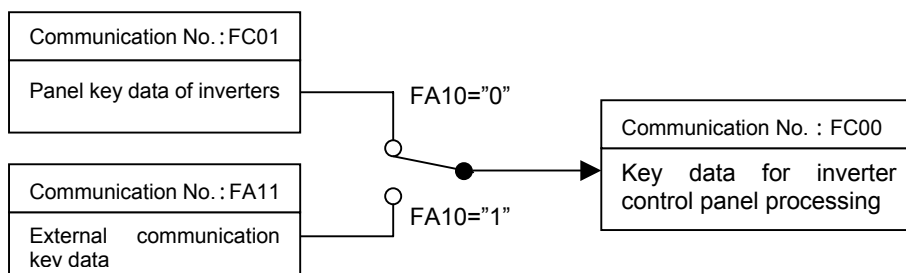 Communication No.：FC01
Panel key data of inverters
FA10=”0”
Communication No.：FC00
Key data for inverter
control panel processing
Communication No.：FA11
External communication
key data
FA10=”1”